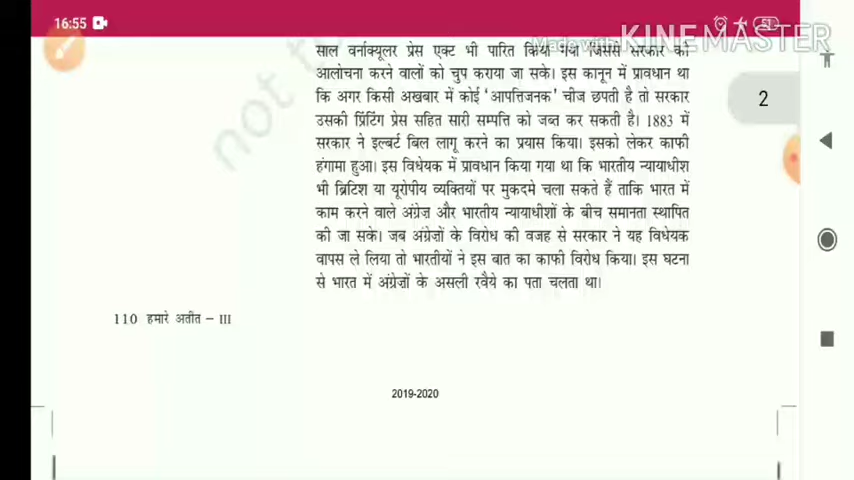 16:55
51
Made with KINEMASTER
साल वर्नाक्यूलर प्रेस एक्ट भी पारित किया गया जिससे सरकार की
आलोचना करने वालों को चुप कराया जा सके। इस कानून में प्रावधान था
कि अगर किसी अखबार में कोई ‘आपत्तिजनक’ चीज छपती है तो सरकार
उसकी प्रिंटिंग प्रेस सहित सारी सम्पत्ति को जब्त कर सकती है। 1883 में
सरकार ने इल्बर्ट बिल लागू करने का प्रयास किया। इसको लेकर काफी
हंगामा हुआ। इस विधेयक में प्रावधान किया गया था कि भारतीय न्यायाधीश
भी ब्रिटिश या यूरोपीय व्यक्तियों पर मुकदमे चला सकते हैं ताकि भारत में
काम करने वाले अंग्रेज और भारतीय न्यायाधीशों के बीच समानता स्थापित
की जा सके। जब अंग्रेज़ों के विरोध की वजह से सरकार ने यह विधेयक
वापस ले लिया तो भारतीयों ने इस बात का काफी विरोध किया। इस घटना
से भारत में अंग्रेज़ों के असली रवैये का पता चलता था।
2
not t
110 हमारे अतीत – III
2019-2020